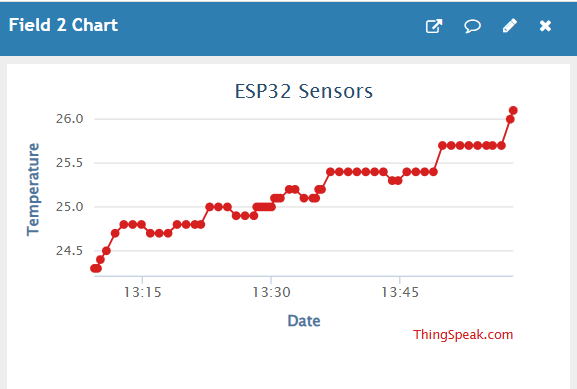 Field 2 Chart
ESP32 Sensors
Temperature
26.0
25.5
25.0
24.5
13:15 13:30 13:45
Date
ThingSpeak.com